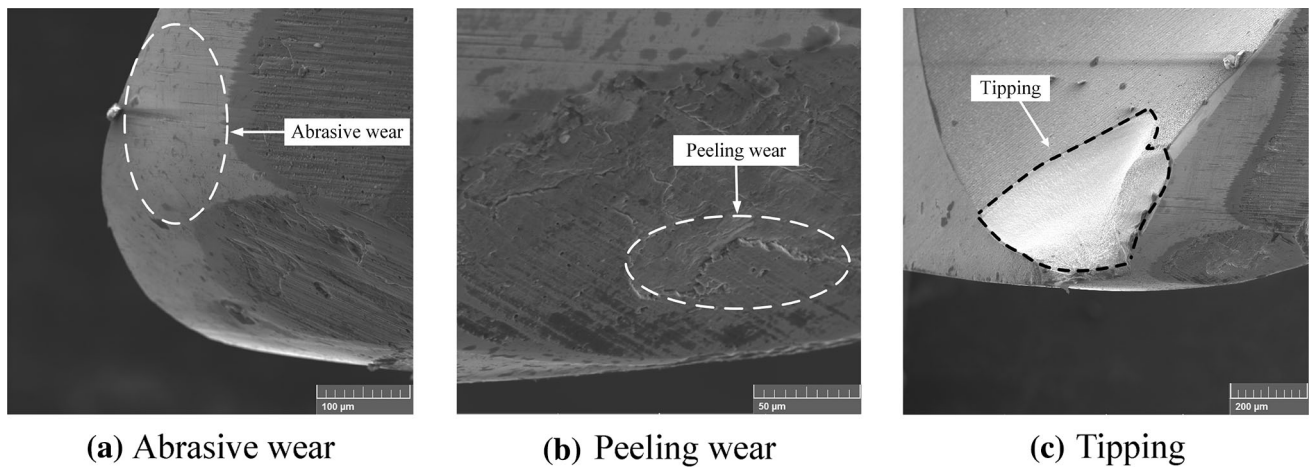 Abrasive wear
100 µm
(a) Abrasive wear
Peeling wear
50 µm
(b) Peeling wear
Tipping
200 µm
(c) Tipping